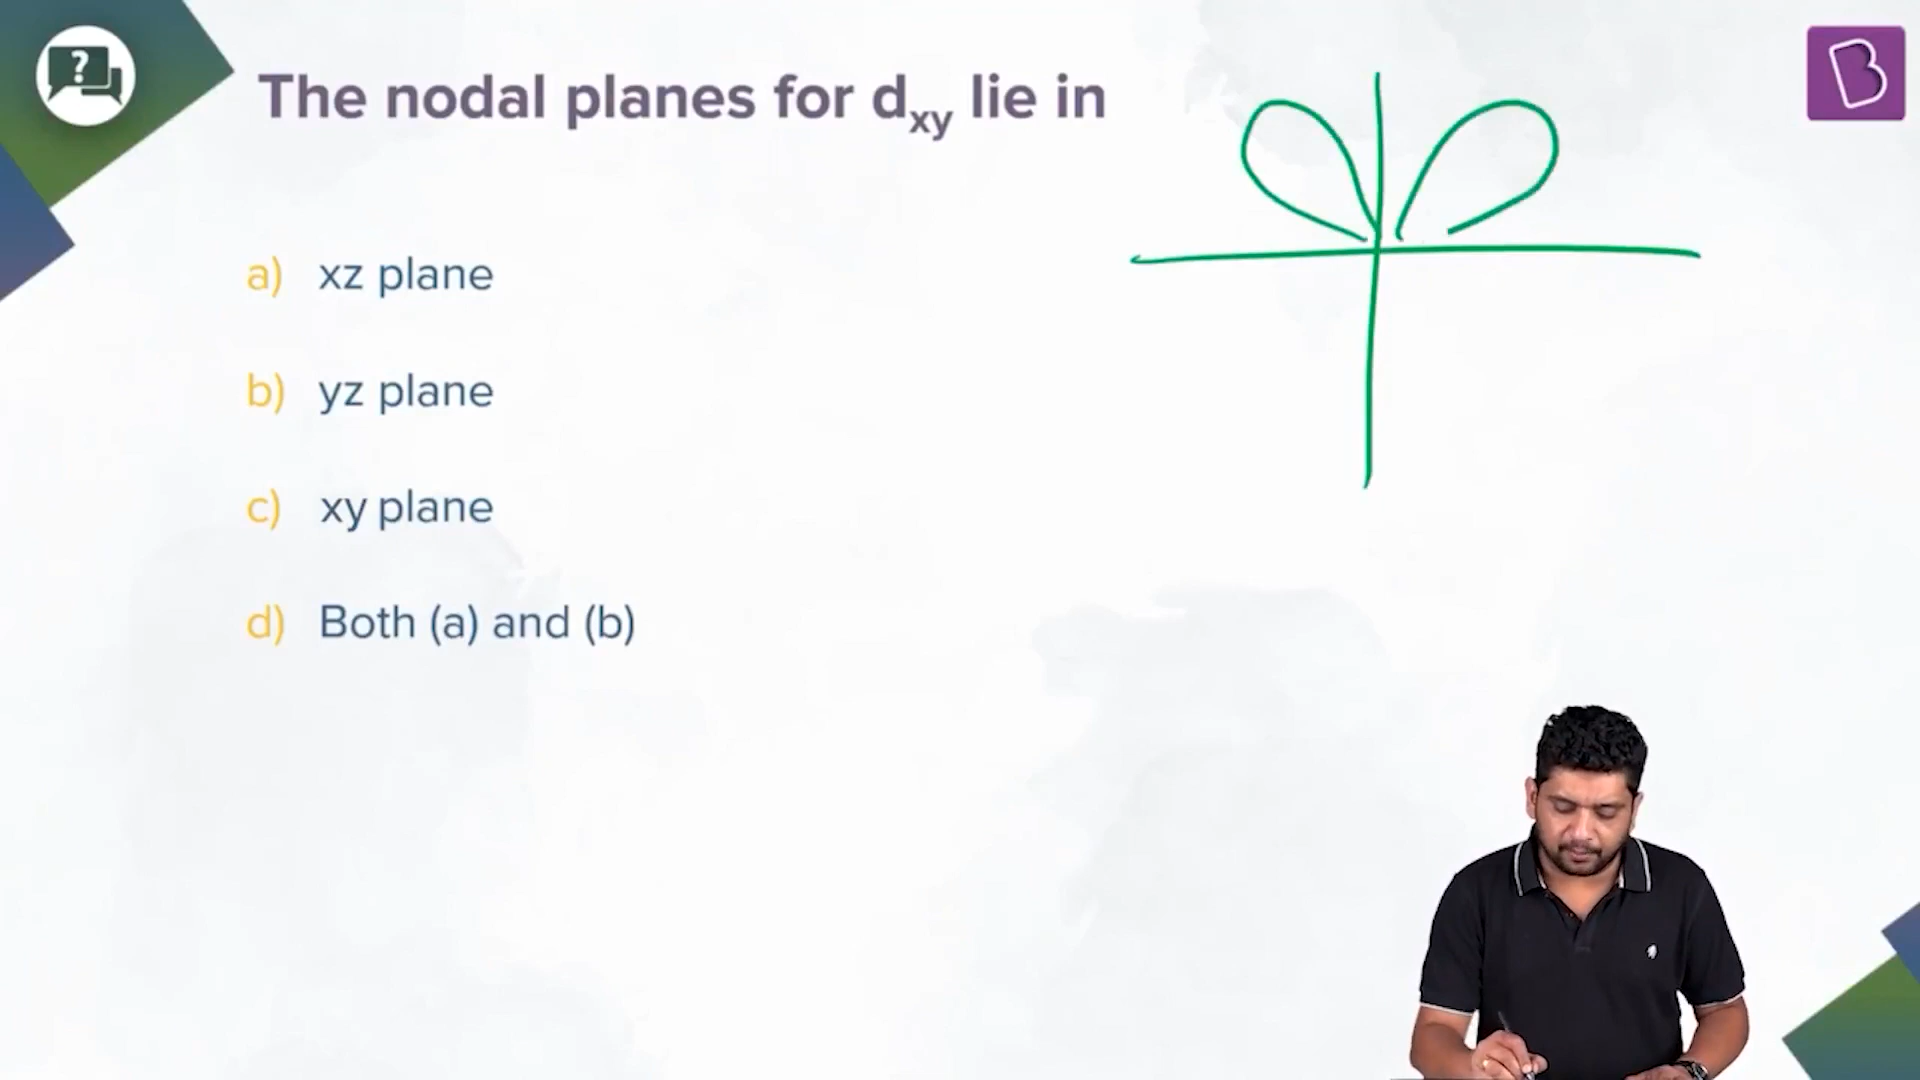 The nodal planes for dxy lie in
a) xz plane
b) yz plane
c) xy plane
d) Both (a) and (b)